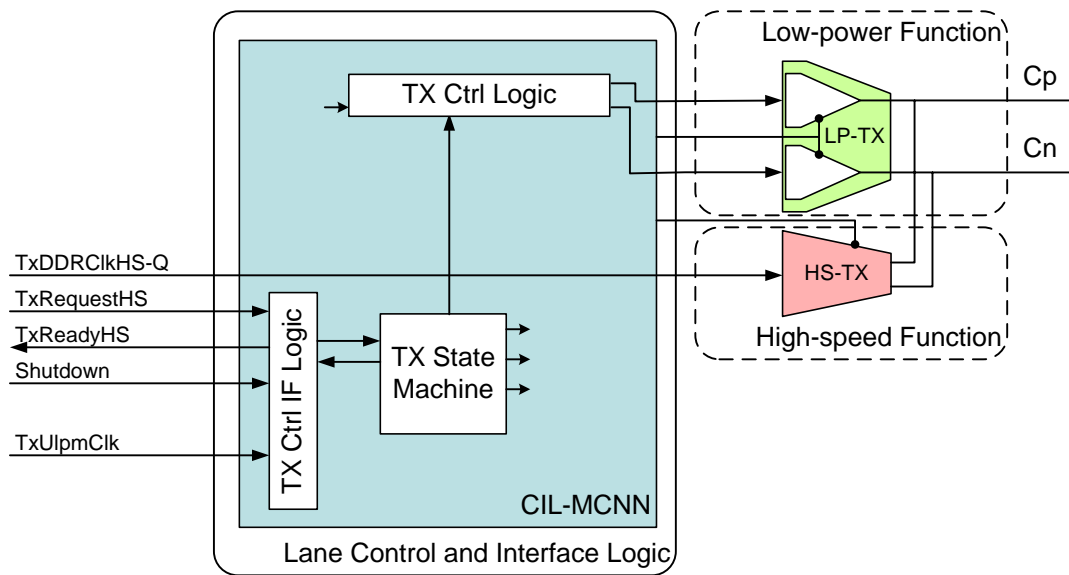 Low-power Function
Cp
TX Ctrl Logic
LP-TX
Cn
TxDDRClkHS-Q
HS-TX
TxRequestHS
TxReadyHS
High-speed Function
Shutdown
TX Ctrl IF Logic
TX State
Machine
TxUlpmClk
CIL-MCNN
Lane Control and Interface Logic